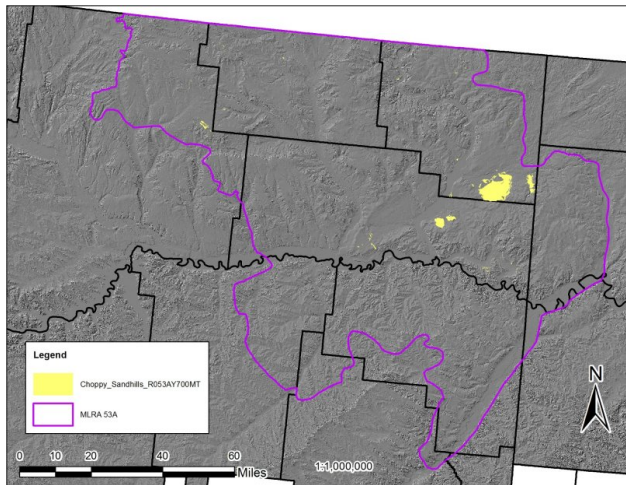 Legend
Choppy_Sandhills_R053AY700MT
MLRA 53A
N
0 10 20 40 60
Miles
1:1,000,000